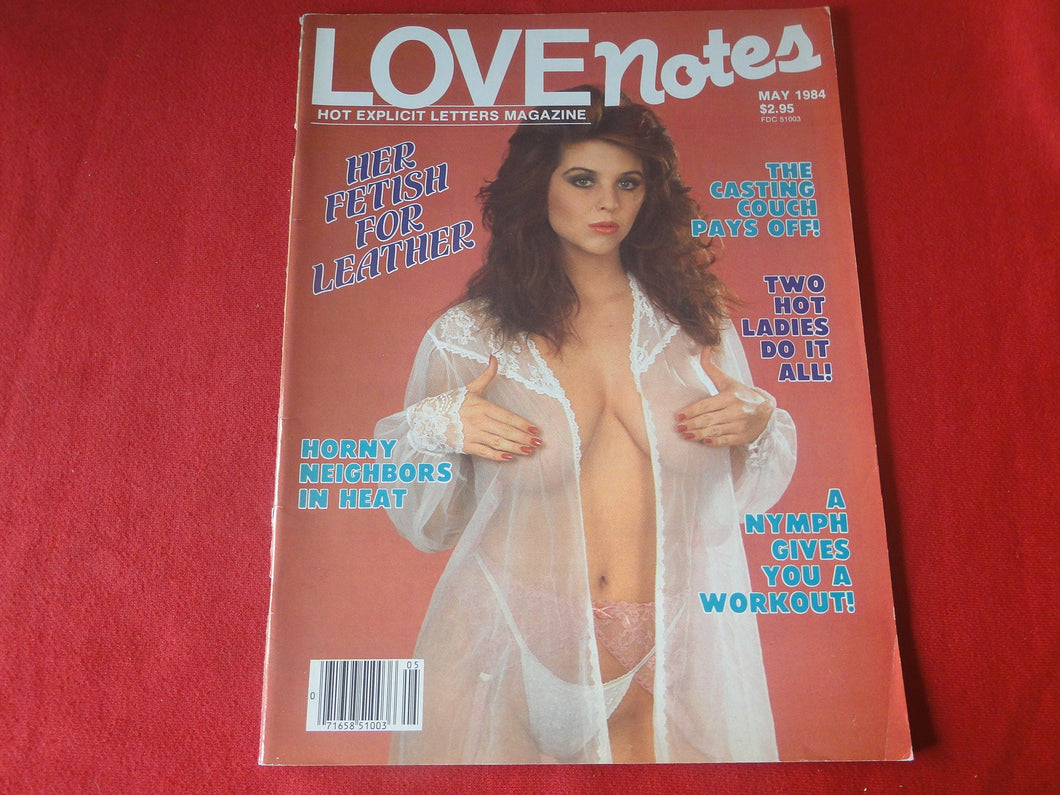 LOVE notes
HOT EXPLICIT LETTERS MAGAZINE
MAY 1984
$2.95
FDC 51003
HER
FETISH
FOR
LEATHER
THE
CASTING
COUCH
PAYS OFF!
TWO
HOT
LADIES
DO IT
ALL!
HORNY
NEIGHBORS
IN HEAT
A
NYMPH
GIVES
YOU A
WORKOUT!
05
0
71658 51003